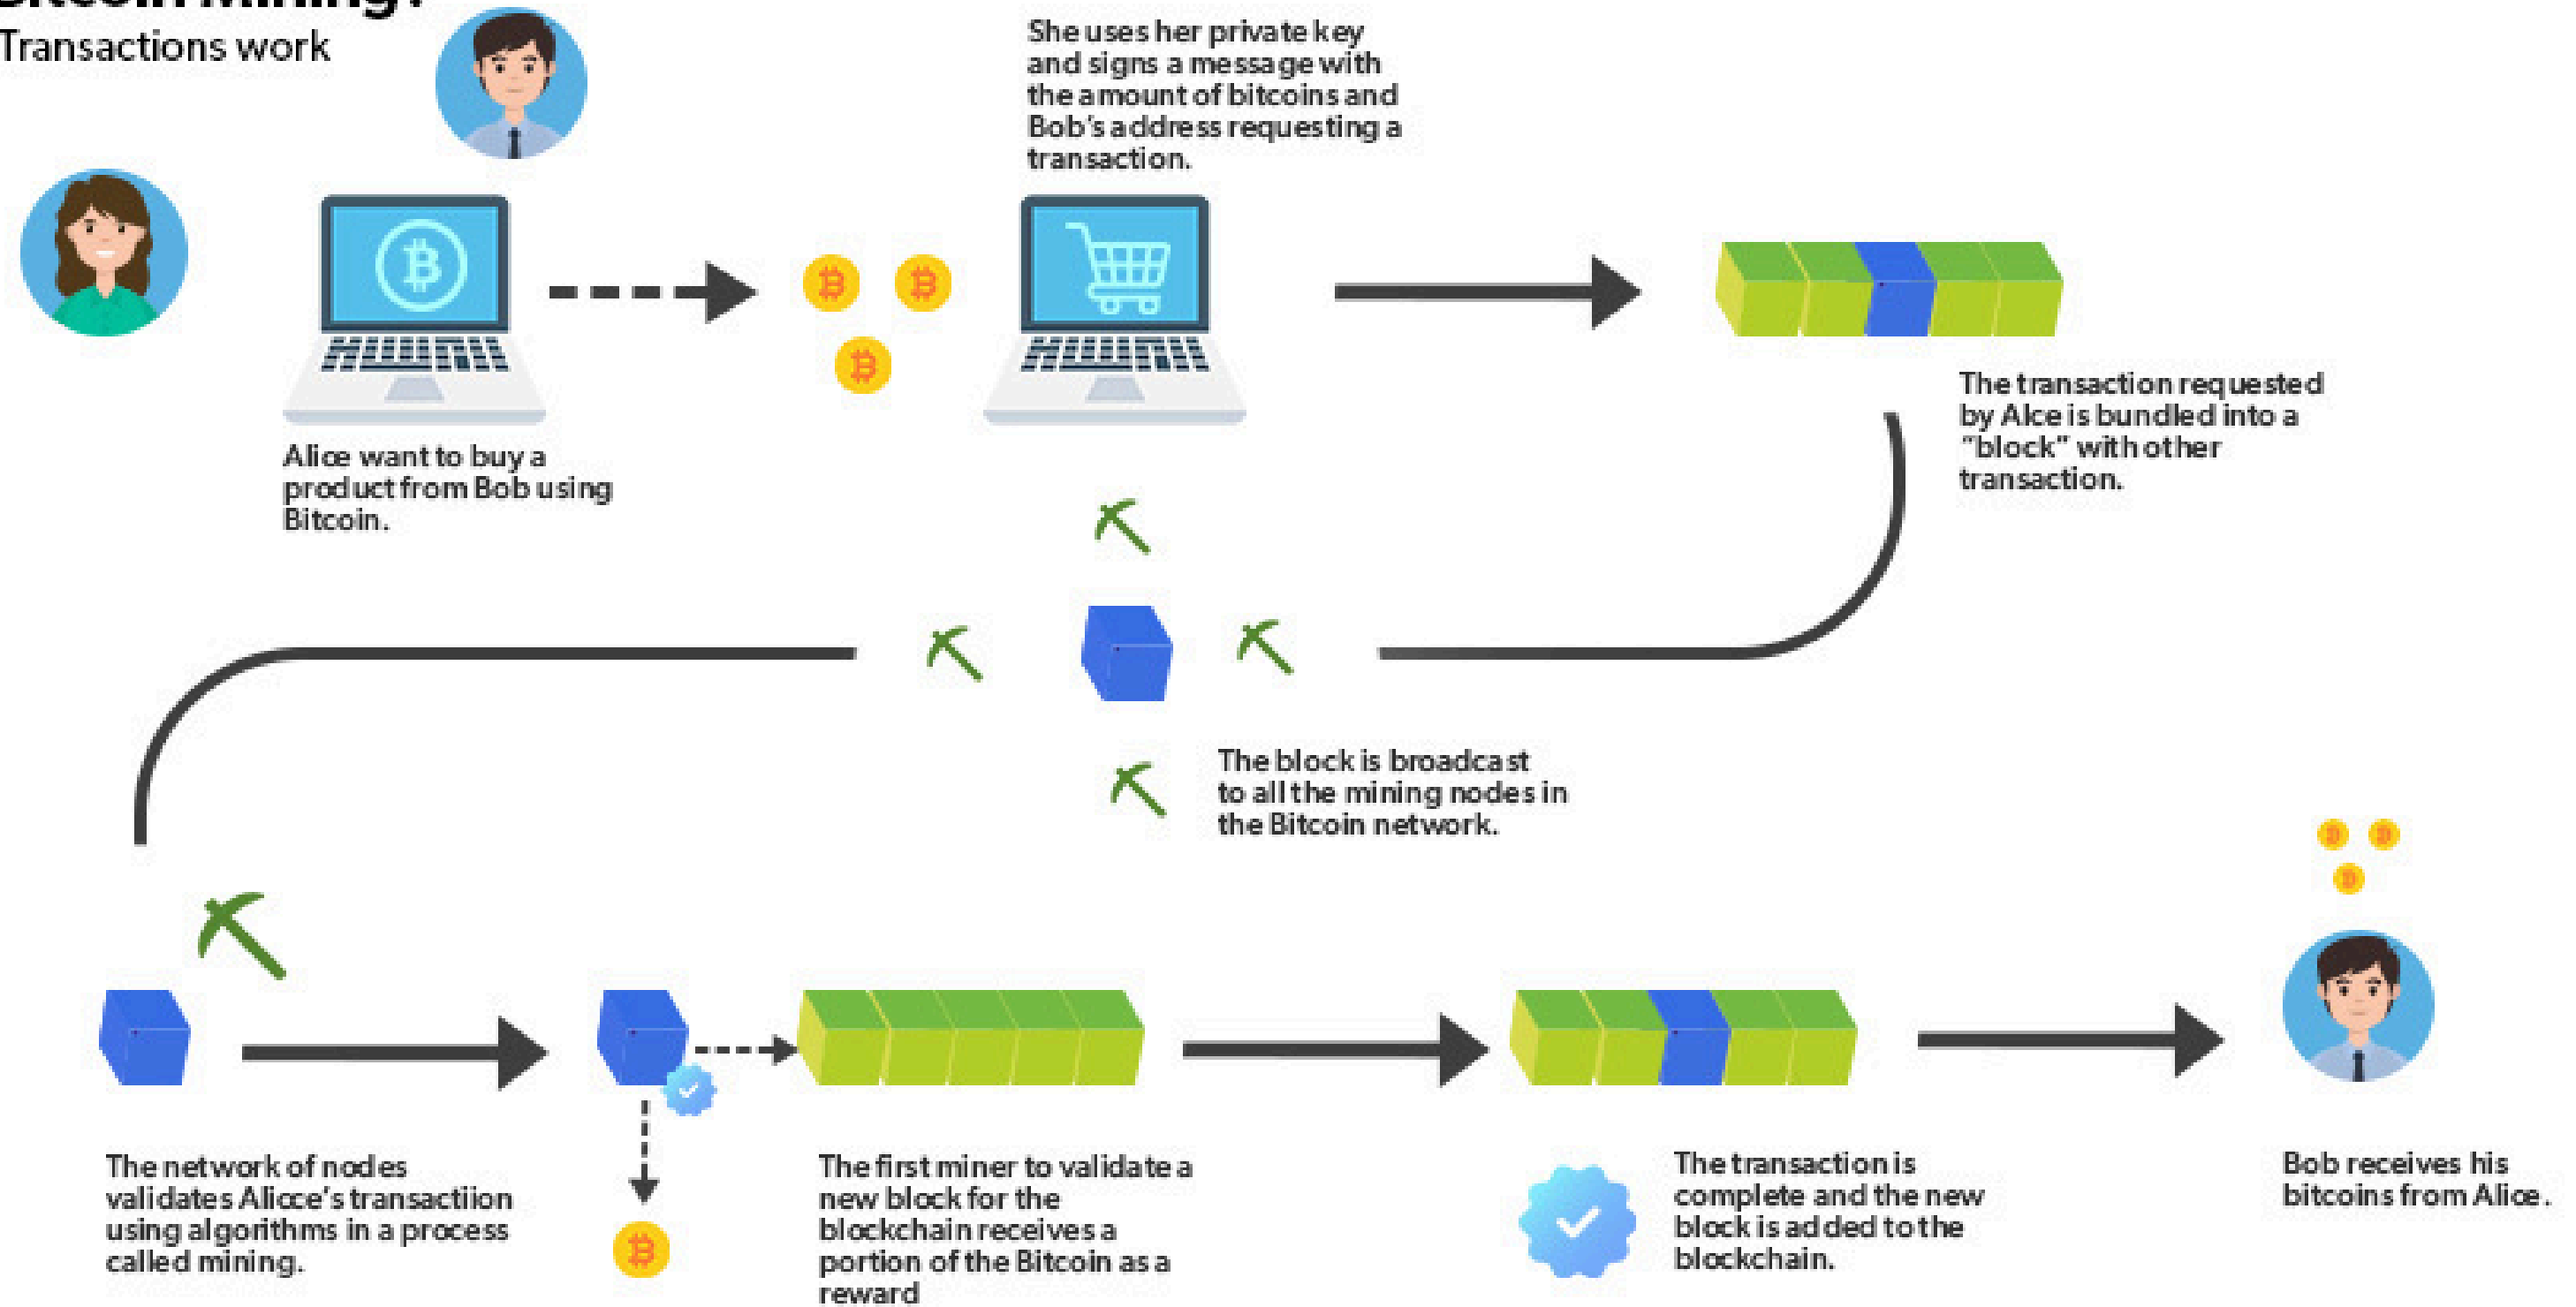 Bitcoin Mining?
Transactions work
She uses her private key
and signs a message with
the amount of bitcoins and
Bob's address requesting a
transaction.
Alice want to buy a
product from Bob using
Bitcoin.
The transaction requested
by Alce is bundled into a
"block" with other
transaction.
The block is broadcast
to all the mining nodes in
the Bitcoin network.
The network of nodes
validates Alicce's transactiion
using algorithms in a process
called mining.
The first miner to validate a
new block for the
blockchain receives a
portion of the Bitcoin as a
reward
The transaction is
complete and the new
block is added to the
blockchain.
Bob receives his
bitcoins from Alice.